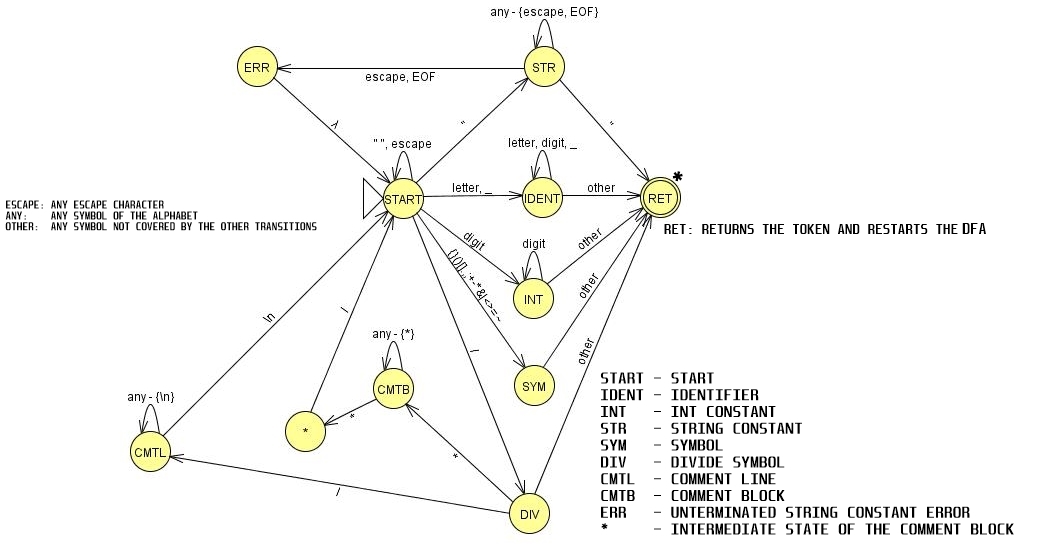 any - {escape, EOF}
ERR
STR
escape, EOF
λ
"
"
" ", escape
letter, digit, _
START
letter, _
IDENT
other
RET
*
ESCAPE: ANY ESCAPE CHARACTER
ANY: ANY SYMBOL OF THE ALPHABET
OTHER: ANY SYMBOL NOT COVERED BY THE OTHER TRANSITIONS
RET: RETURNS THE TOKEN AND RESTARTS THE DFA
digit
digit
other
INT
other
\n
/
any - {*}
/
other
CMTB
SYM
START - START
IDENT - IDENTIFIER
INT - INT CONSTANT
STR - STRING CONSTANT
SYM - SYMBOL
DIV - DIVIDE SYMBOL
CMTL - COMMENT LINE
CMTB - COMMENT BLOCK
ERR - UNTERMINATED STRING CONSTANT ERROR
* - INTERMEDIATE STATE OF THE COMMENT BLOCK
any - {\n}
*
*
*
CMTL
/
DIV